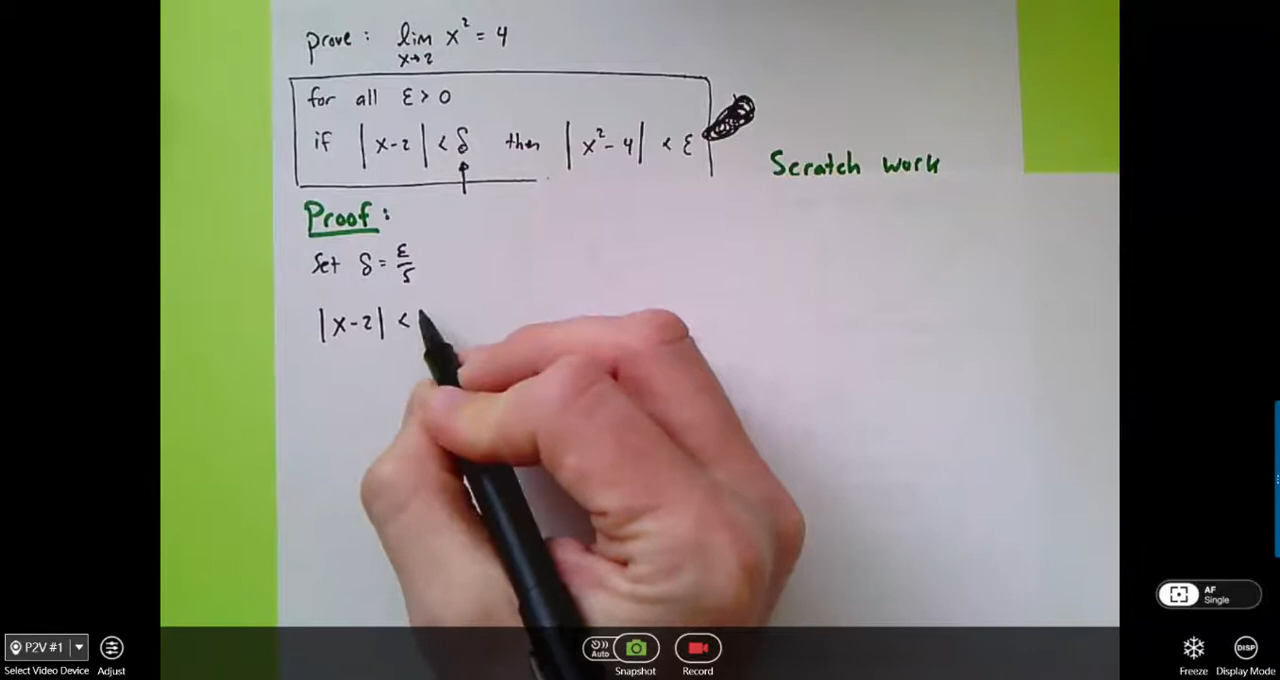 prove: lim x² = 4
x→2
for all ε > 0
if |x-2| < δ then |x²-4| < ε
Scratch work
Proof:
Set δ = ε/5
|x-2| <
AF
Single
P2V #1
Auto
Select Video Device
Adjust
Snapshot
Record
Freeze
Display Mode